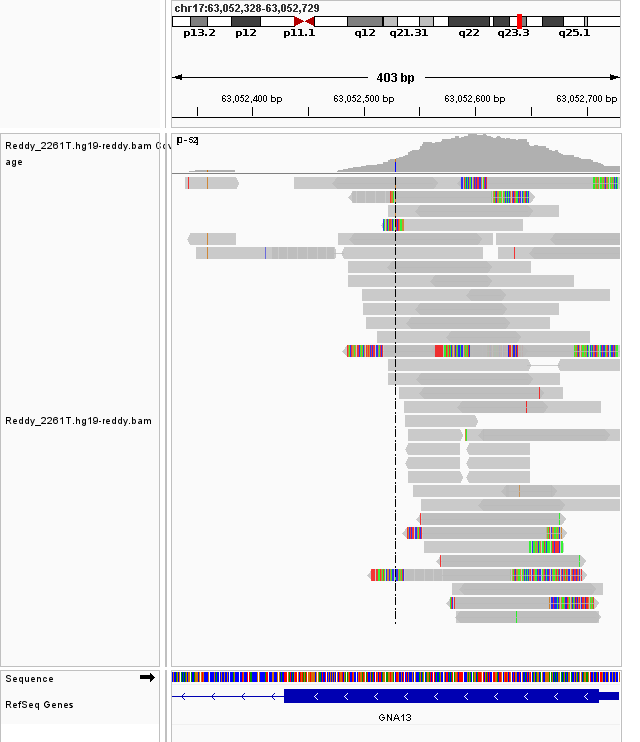 chr17:63,052,328-63,052,729
p13.2 p12 p11.1 q12 q21.31 q22 q23.3 q25.1
403 bp
63,052,400 bp 63,052,500 bp 63,052,600 bp 63,052,700 bp
Reddy_2261T.hg19-reddy.bam Cov
age
[0-52]
Reddy_2261T.hg19-reddy.bam
Sequence
RefSeq Genes
GNA13